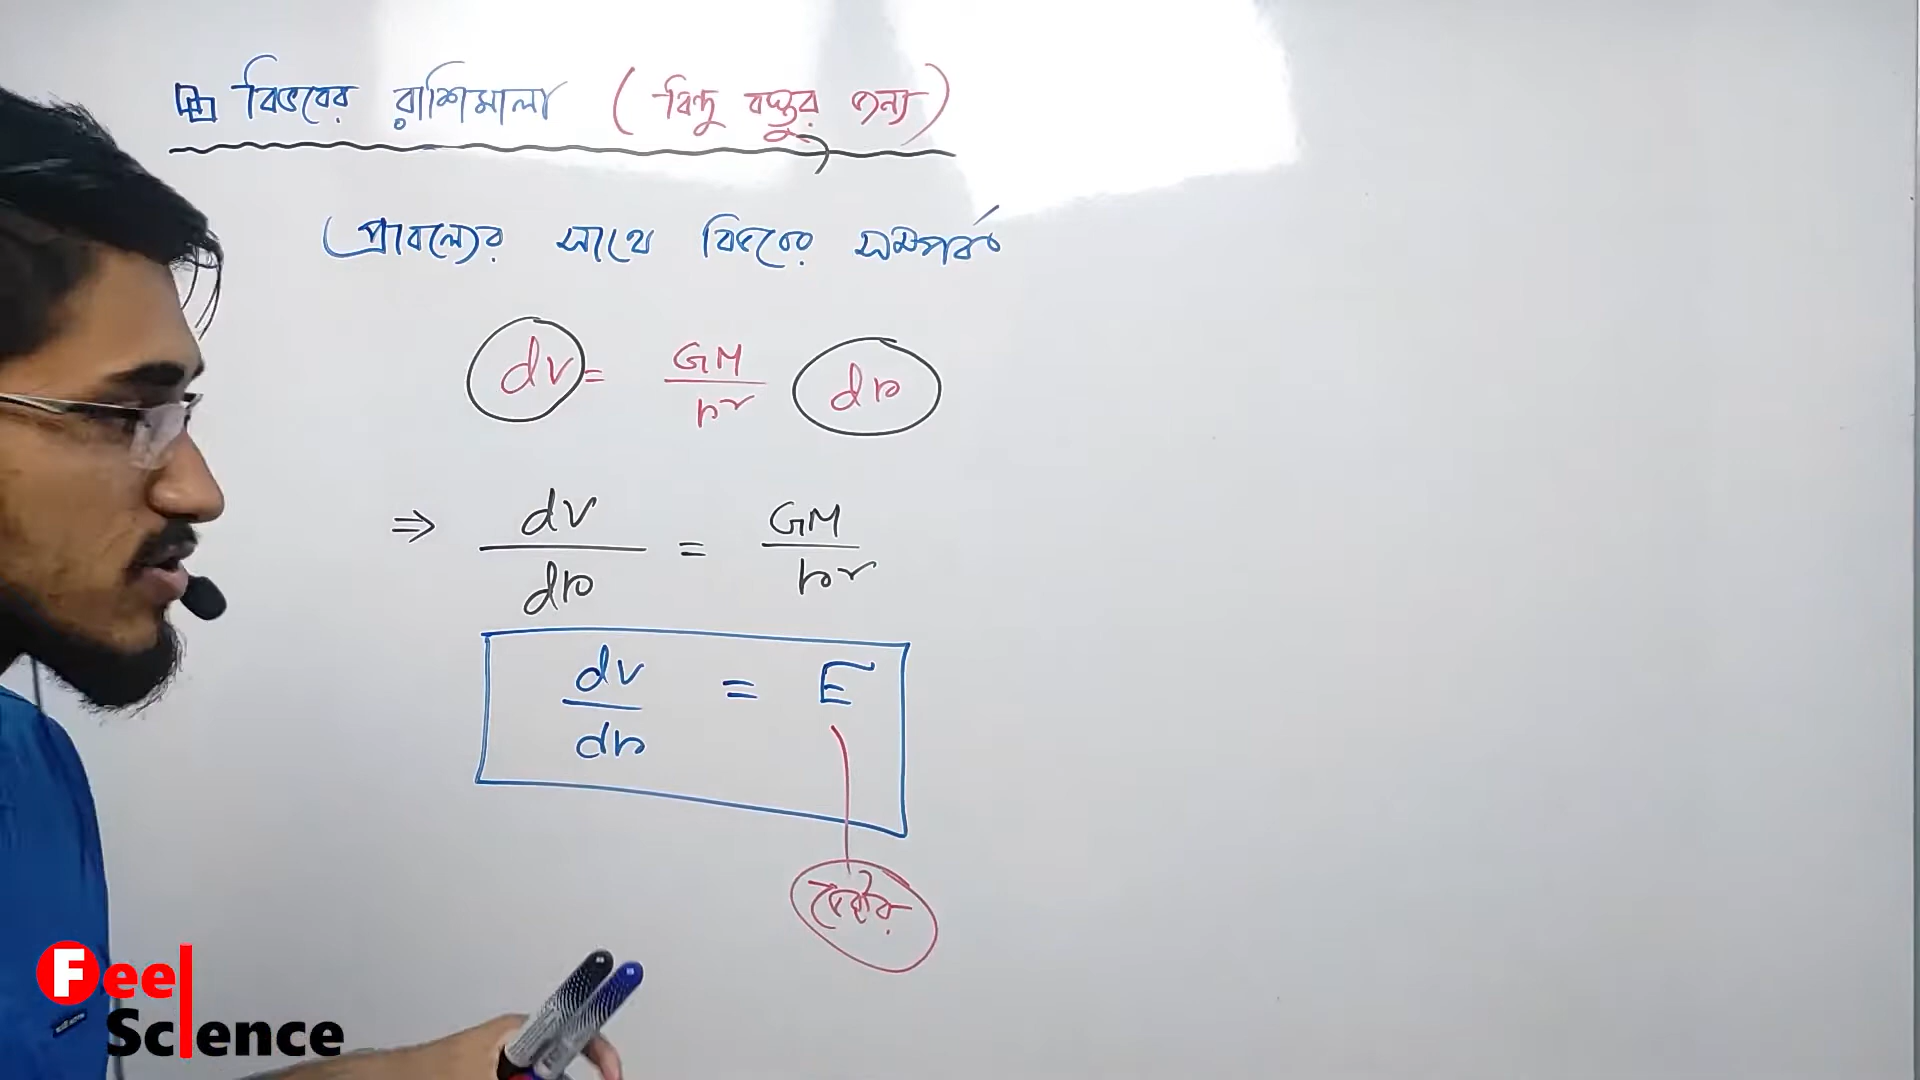 বিভবের রাশিমালা (বিন্দু বস্তুর জন্য)
প্রাবল্যের সাথে বিভবের সম্পর্ক
dv = GM/r² dr
⇒ dv/dr = GM/r²
dv/dr = E
ভেক্টর
Feel
Science